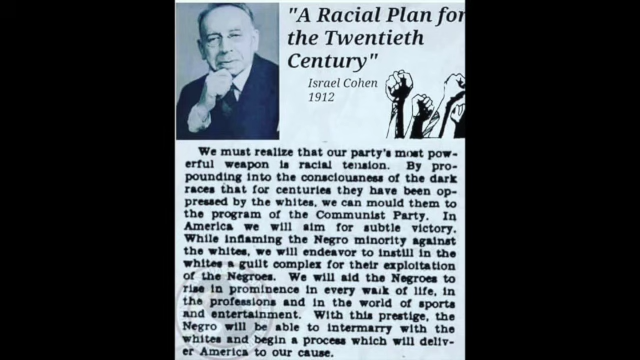 "A Racial Plan for
the Twentieth
Century"
Israel Cohen
1912
We must realize that our party's most pow-
erful weapon is racial tension. By pro-
pounding into the consciousness of the dark
races that for centuries they have been op-
pressed by the whites, we can mould them to
the program of the Communist Party. In
America we will aim for subtle victory.
While inflaming the Negro minority against
the whites, we will endeavor to instill in the
whites a guilt complex for their exploitation
of the Negroes. We will aid the Negroes to
rise in prominence in every walk of life, in
the professions and in the world of sports
and entertainment. With this prestige, the
Negro will be able to intermarry with the
whites and begin a process which will deliv-
er America to our cause.